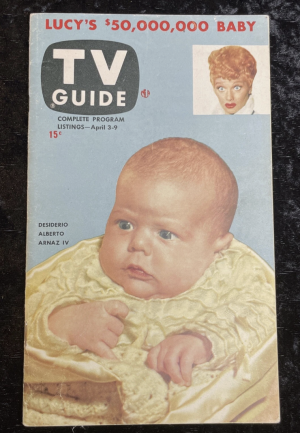 LUCY'S $50,000,000 BABY
TV
GUIDE
COMPLETE PROGRAM
LISTINGS—April 3-9
15¢
DESIDERIO
ALBERTO
ARNAZ IV